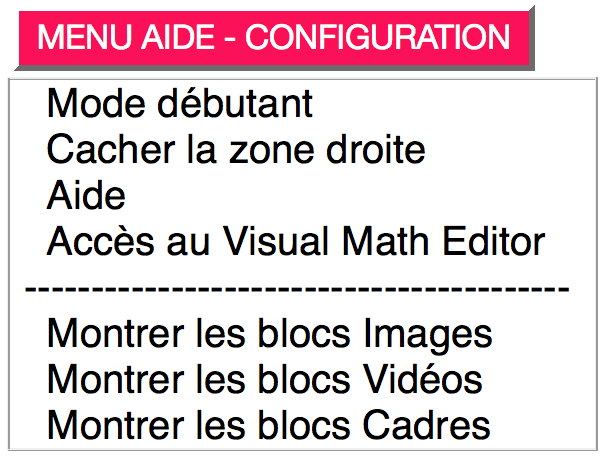 MENU AIDE - CONFIGURATION
Mode débutant
Cacher la zone droite
Aide
Accès au Visual Math Editor
-----------------------------------------
Montrer les blocs Images
Montrer les blocs Vidéos
Montrer les blocs Cadres